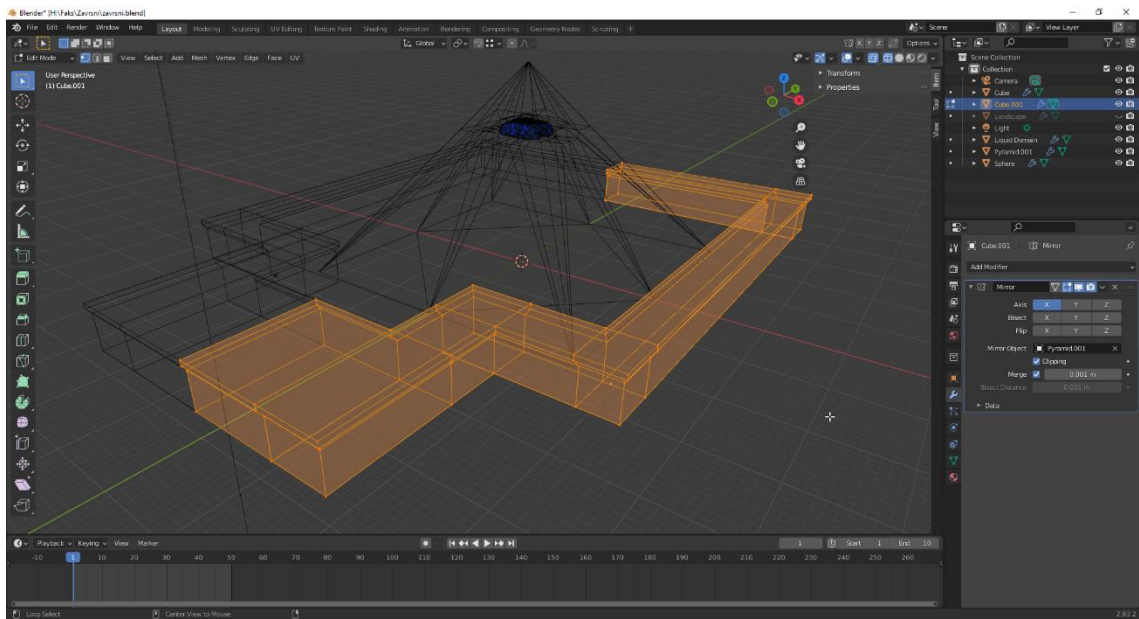 Blender* [H:\Faks\Zavrsni\zavrsni.blend]
File Edit Render Window Help Layout Modeling Sculpting UV Editing Texture Paint Shading Animation Rendering Compositing Geometry Nodes Scripting + Scene View Layer
Global X Y Z Options
Edit Mode View Select Add Mesh Vertex Edge Face UV
User Perspective
(1) Cube.001
Z
Y
X
Transform
Properties
Item
Tool
View
Scene Collection
Collection
Camera
Cube
Cube.001
Landscape
Light
Liquid Domain
Pyramid.001
Sphere
Cube.001 Mirror
Add Modifier
Mirror
Axis X Y Z
Bisect X Y Z
Flip X Y Z
Mirror Object Pyramid.001
Clipping
Merge 0.001 m
Bisect Distance 0.001 m
Data
Playback Keying View Marker 1 Start 1 End 50
-10 1 10 20 30 40 50 60 70 80 90 100 110 120 130 140 150 160 170 180 190 200 210 220 230 240 250 260
Loop Select Center View to Mouse 2.93.2